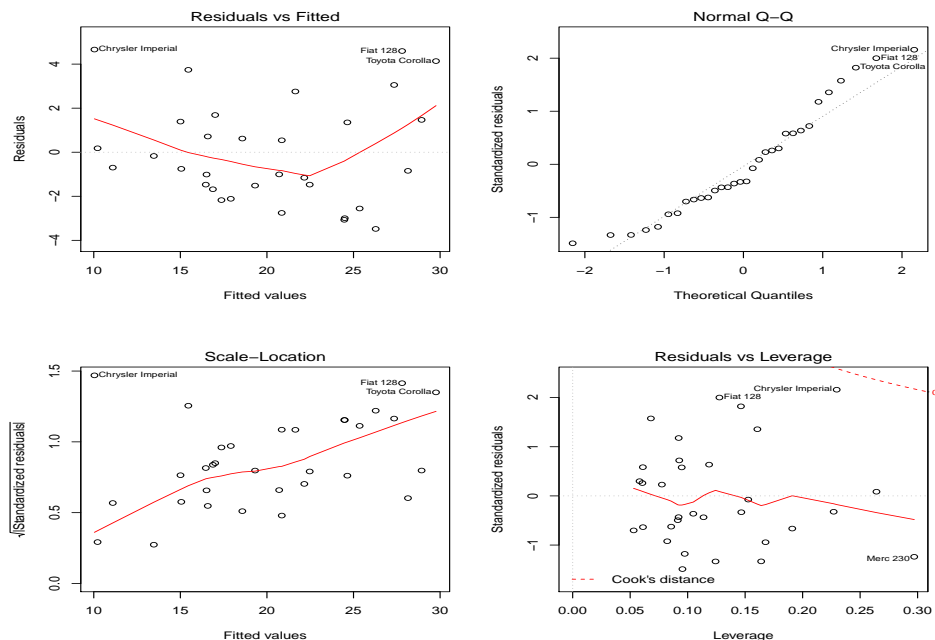 Residuals vs Fitted
Residuals
4
2
0
−2
−4
Chrysler Imperial
Fiat 128
Toyota Corolla
10 15 20 25 30
Fitted values
Normal Q−Q
Standardized residuals
2
1
0
−1
Chrysler Imperial
Fiat 128
Toyota Corolla
−2 −1 0 1 2
Theoretical Quantiles
Scale−Location
√|Standardized residuals|
1.5
1.0
0.5
0.0
Chrysler Imperial
Fiat 128
Toyota Corolla
10 15 20 25 30
Fitted values
Residuals vs Leverage
Standardized residuals
2
1
0
−1
Chrysler Imperial
Fiat 128
Merc 230
Cook's distance
0.00 0.05 0.10 0.15 0.20 0.25 0.30
Leverage